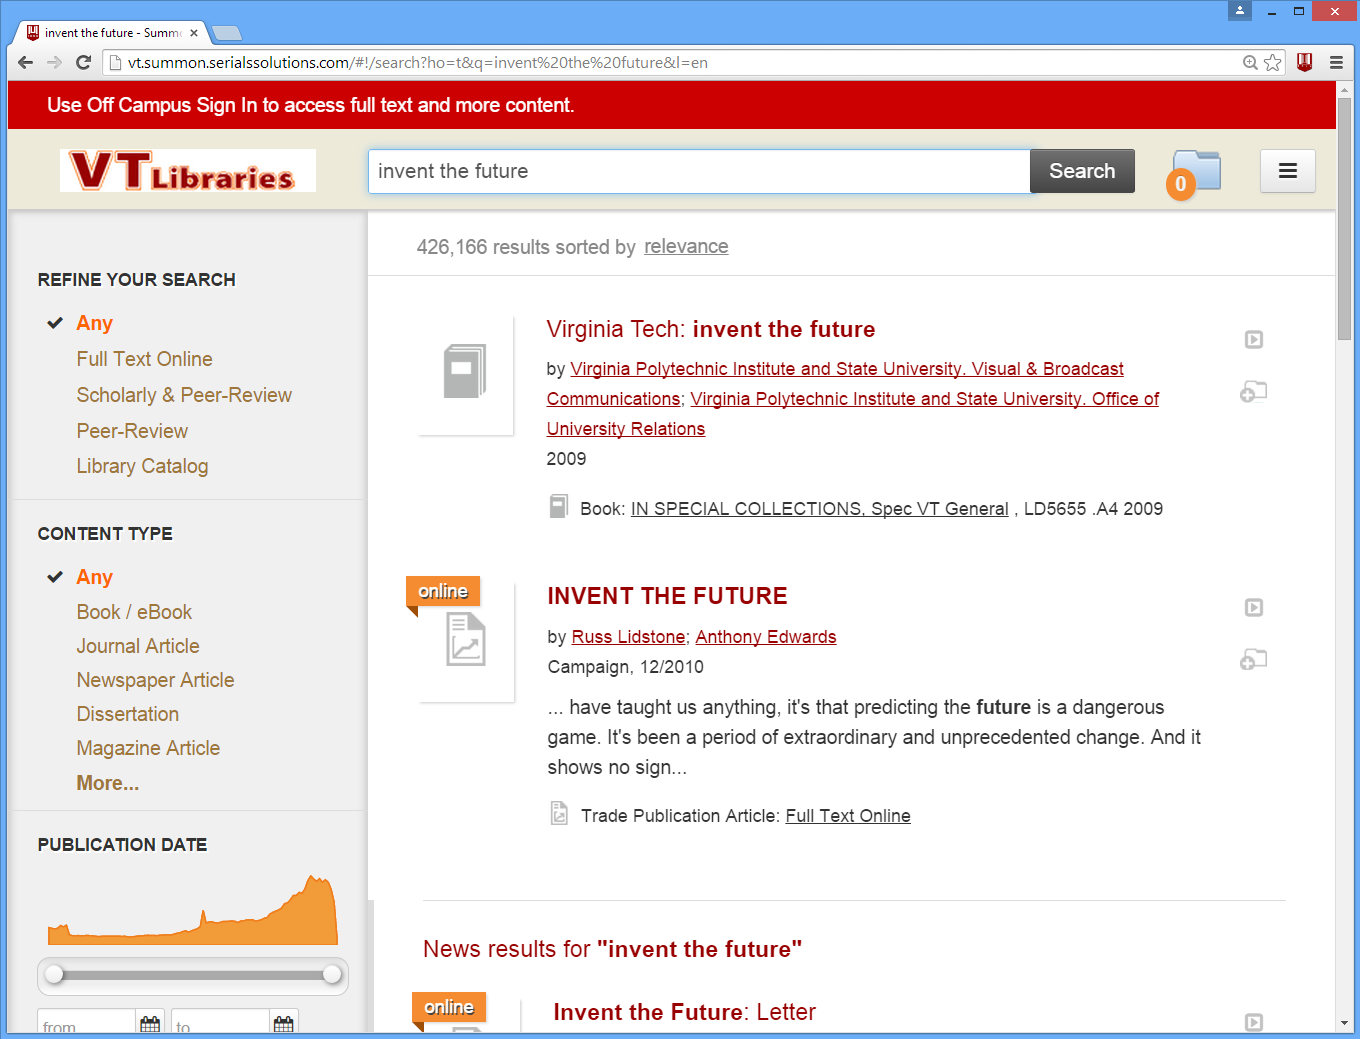 invent the future - Summ
vt.summon.serialssolutions.com/#!/search?ho=t&q=invent%20the%20future&l=en
Use Off Campus Sign In to access full text and more content.
VT Libraries
invent the future
Search
0
426,166 results sorted by relevance
REFINE YOUR SEARCH
Any
Full Text Online
Scholarly & Peer-Review
Peer-Review
Library Catalog
CONTENT TYPE
Any
Book / eBook
Journal Article
Newspaper Article
Dissertation
Magazine Article
More...
PUBLICATION DATE
from
to
Virginia Tech: invent the future
by Virginia Polytechnic Institute and State University. Visual & Broadcast
Communications; Virginia Polytechnic Institute and State University. Office of
University Relations
2009
Book: IN SPECIAL COLLECTIONS, Spec VT General , LD5655 .A4 2009
online
INVENT THE FUTURE
by Russ Lidstone; Anthony Edwards
Campaign, 12/2010
... have taught us anything, it's that predicting the future is a dangerous
game. It's been a period of extraordinary and unprecedented change. And it
shows no sign...
Trade Publication Article: Full Text Online
News results for "invent the future"
online
Invent the Future: Letter